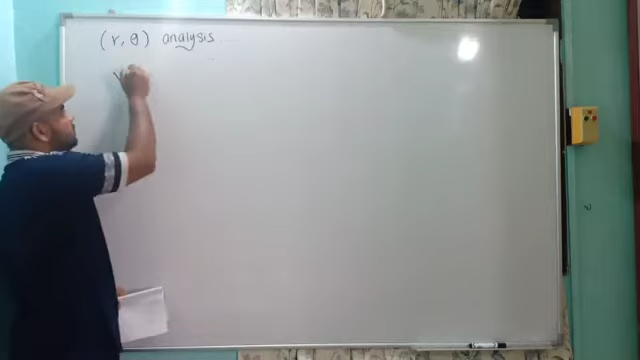 (r, θ) analysis
r